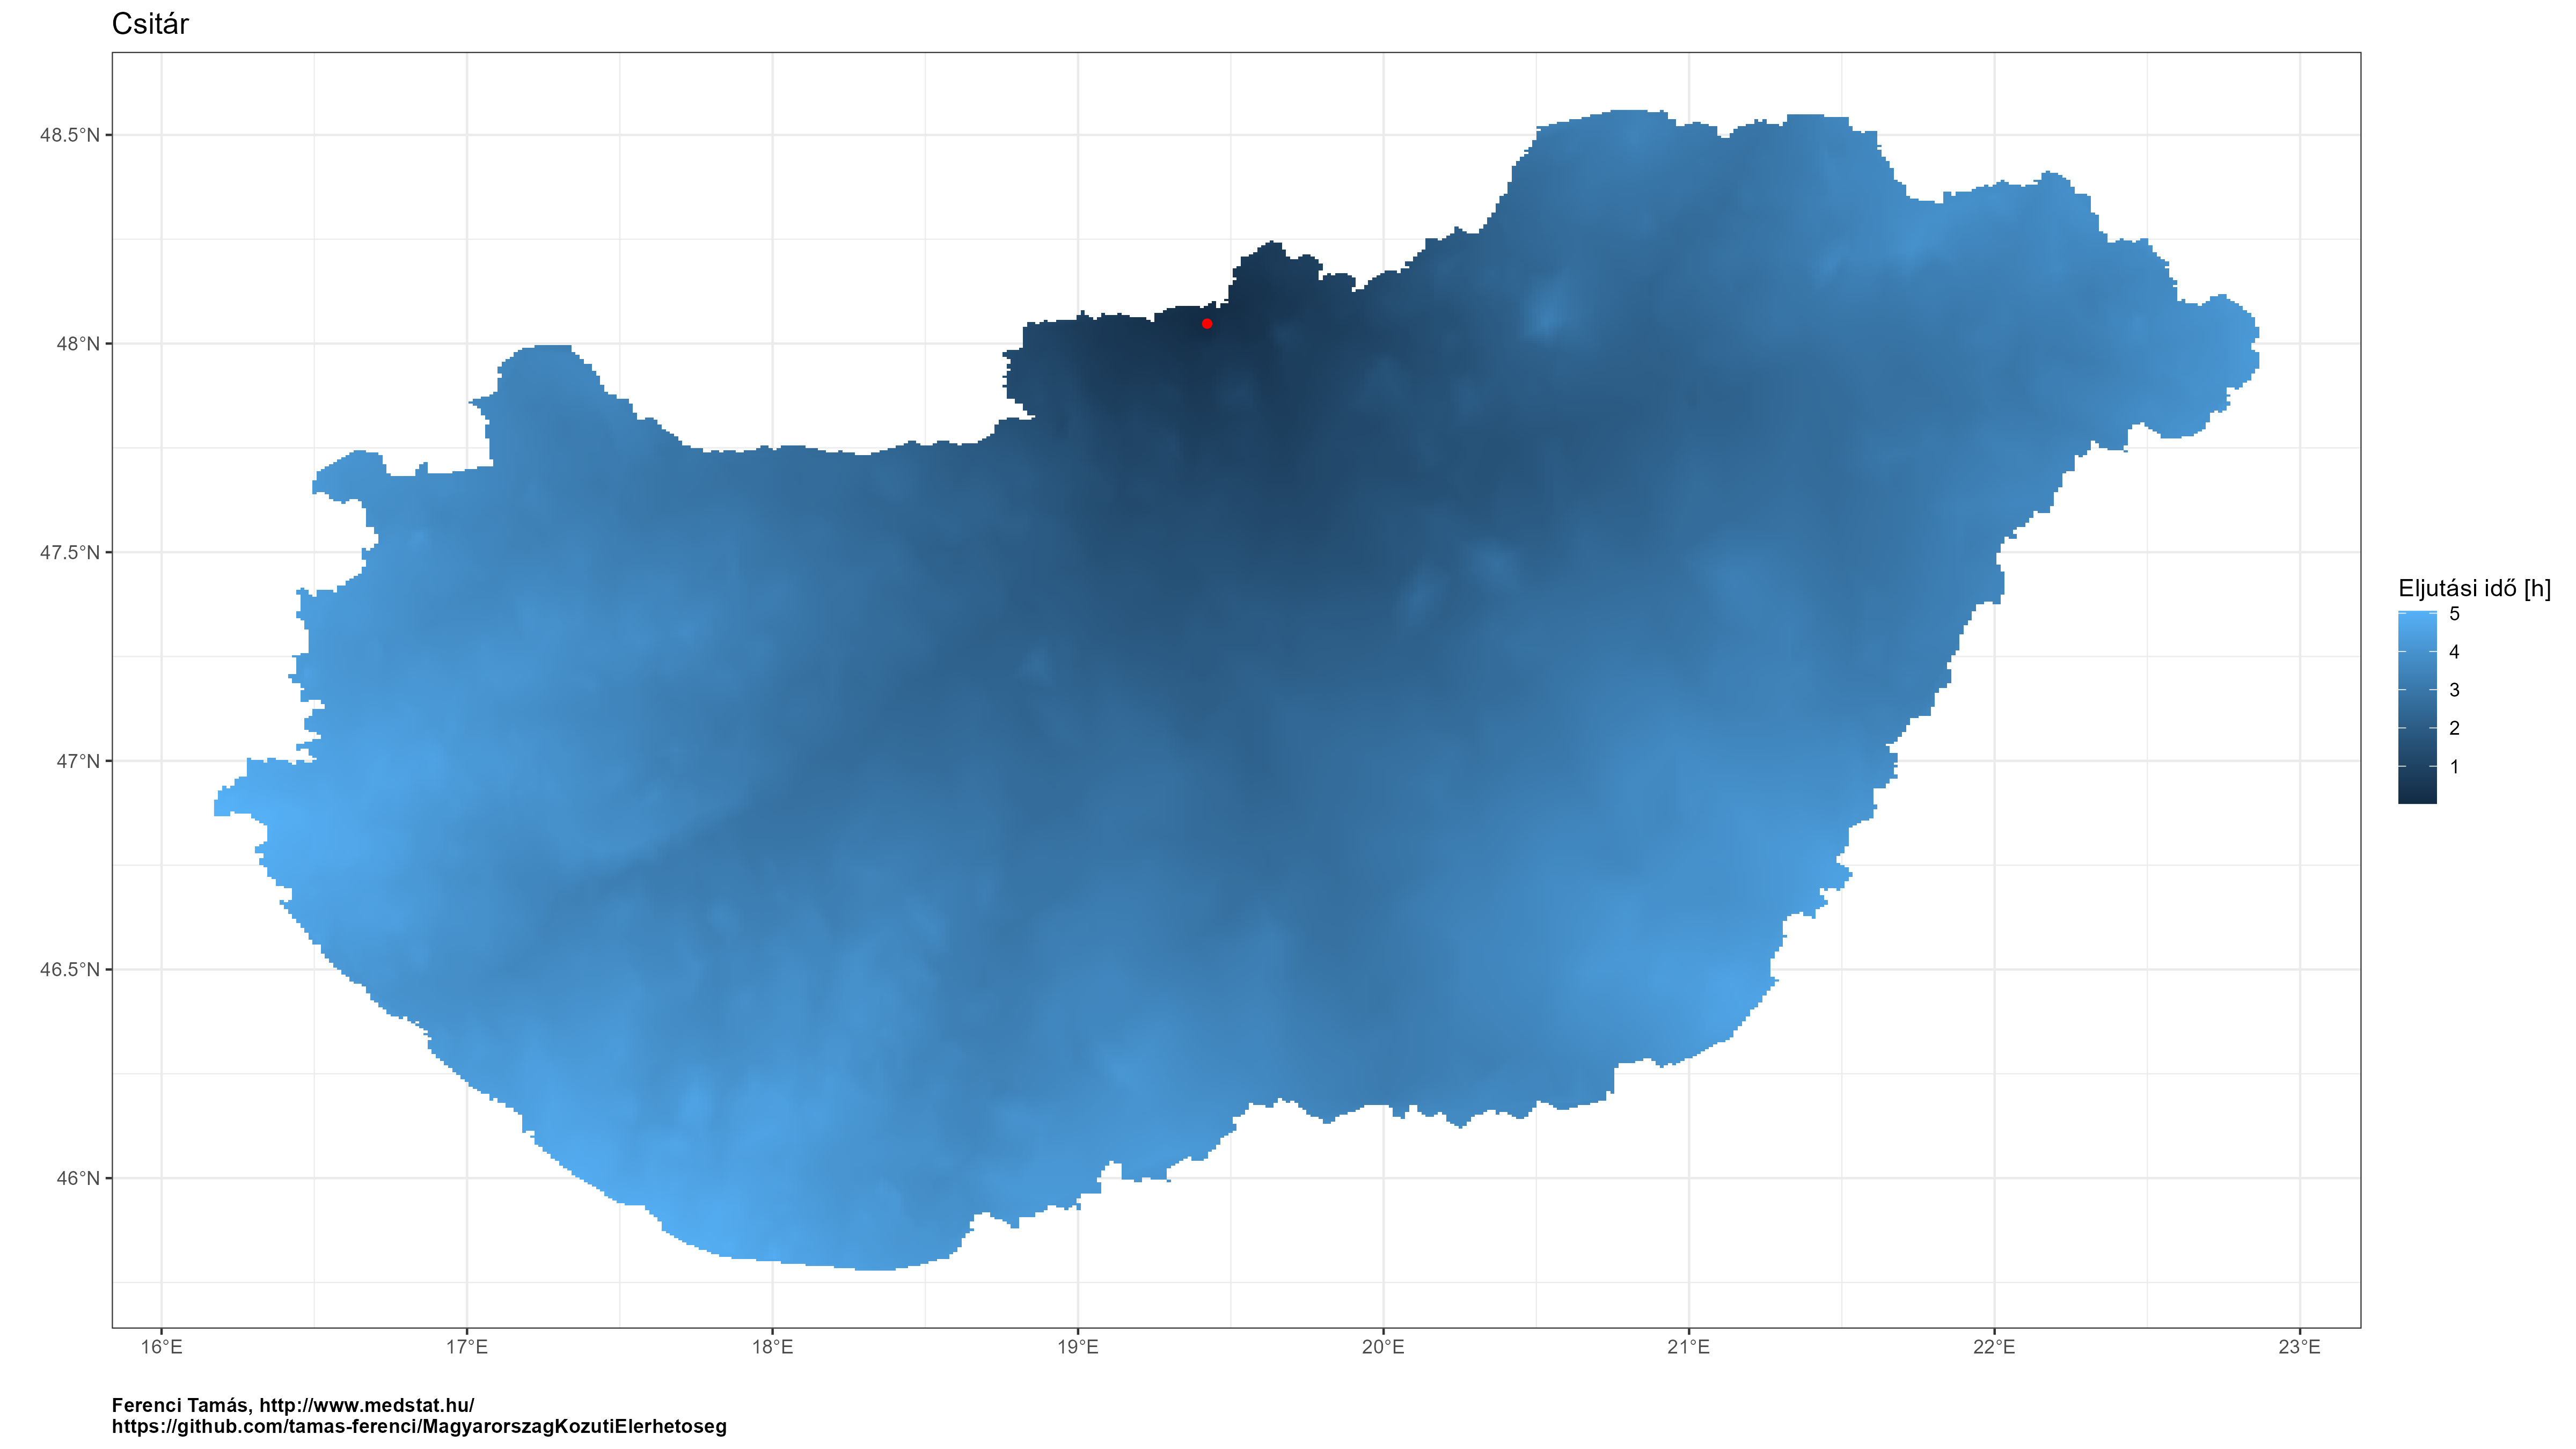 Csitár
48.5°N
48°N
47.5°N
47°N
46.5°N
46°N
16°E
17°E
18°E
19°E
20°E
21°E
22°E
23°E
Eljutási idő [h]
5
4
3
2
1
Ferenci Tamás, http://www.medstat.hu/
https://github.com/tamas-ferenci/MagyarorszagKozutiElerhetoseg